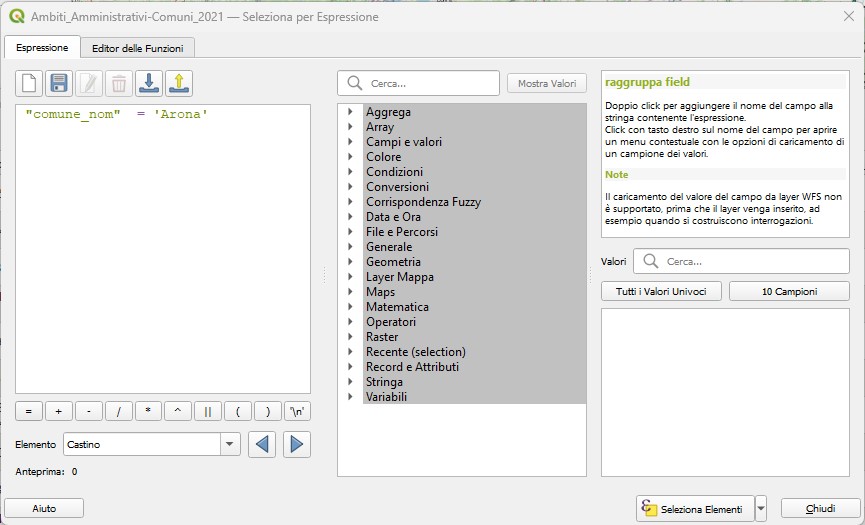 Ambiti_Amministrativi-Comuni_2021 — Seleziona per Espressione
Espressione
Editor delle Funzioni
"comune_nom" = 'Arona'
= + - / * ^ || ( ) '\n'
Elemento Castino
Anteprima: 0
Cerca...
Mostra Valori
Aggrega
Array
Campi e valori
Colore
Condizioni
Conversioni
Corrispondenza Fuzzy
Data e Ora
File e Percorsi
Generale
Geometria
Layer Mappa
Maps
Matematica
Operatori
Raster
Recente (selection)
Record e Attributi
Stringa
Variabili
raggruppa field
Doppio click per aggiungere il nome del campo alla
stringa contenente l'espressione.
Click con tasto destro sul nome del campo per aprire
un menu contestuale con le opzioni di caricamento di
un campione dei valori.
Note
Il caricamento del valore del campo da layer WFS non
è supportato, prima che il layer venga inserito, ad
esempio quando si costruiscono interrogazioni.
Valori Cerca...
Tutti i Valori Univoci
10 Campioni
Aiuto
Seleziona Elementi
Chiudi